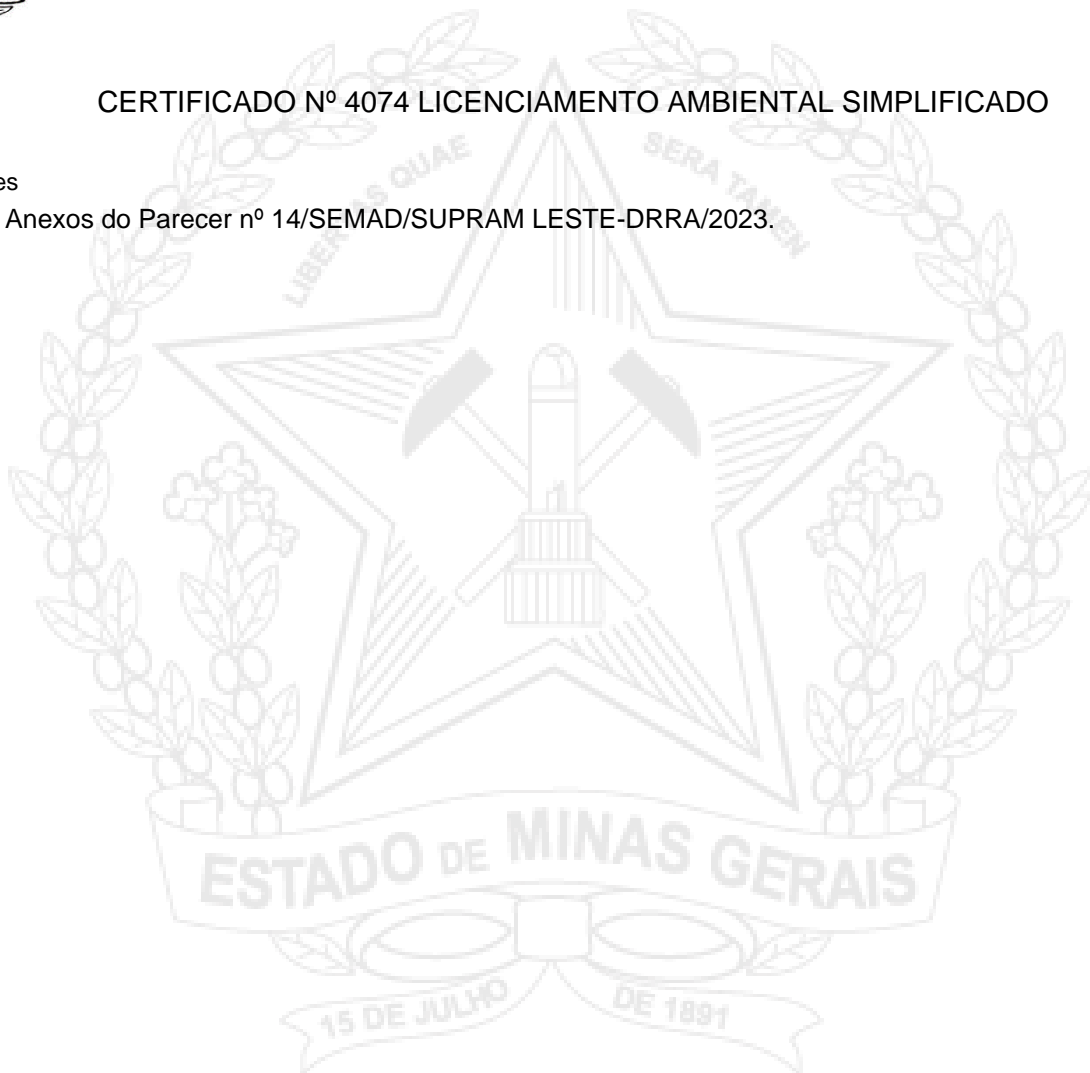 CERTIFICADO Nº 4074 LICENCIAMENTO AMBIENTAL SIMPLIFICADO
Anexos do Parecer nº 14/SEMAD/SUPRAM LESTE-DRRA/2023.
LIBERTAS QUAE SERA TAMEN
ESTADO DE MINAS GERAIS
15 DE JULHO DE 1891